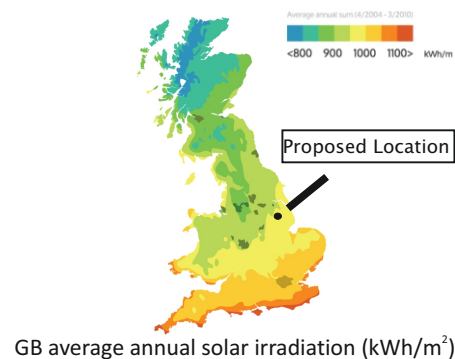 Average annual sum (4/2004 - 3/2010)
<800 900 1000 1100> kWh/m
Proposed Location
GB average annual solar irradiation (kWh/m²)